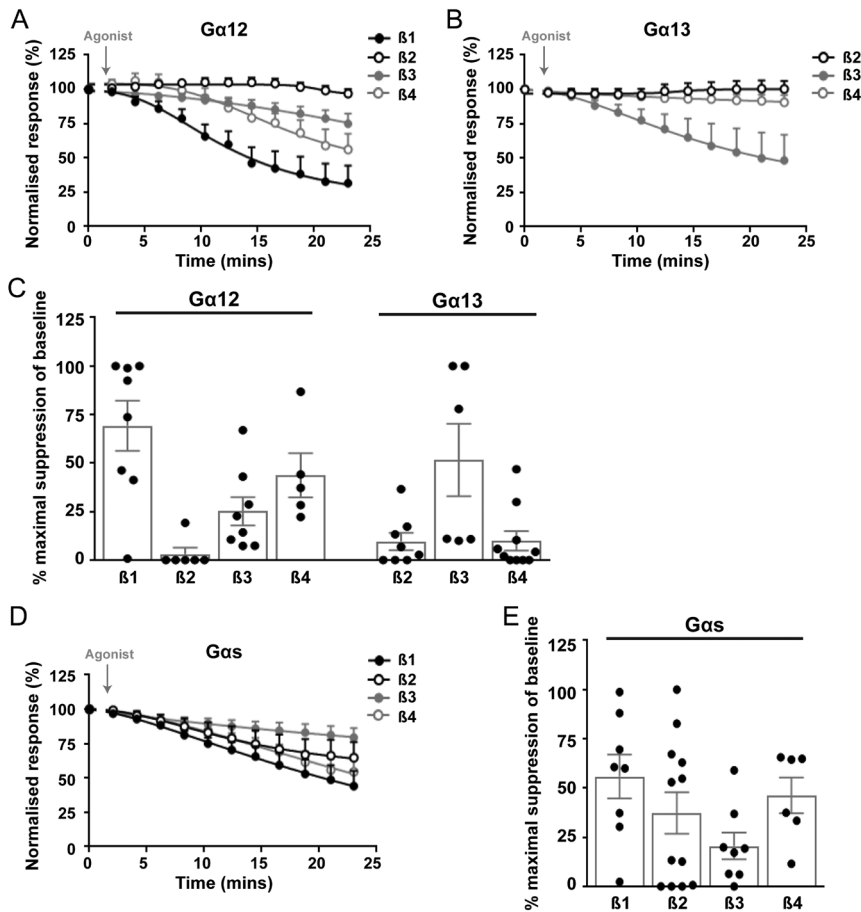 A
Gα12
Agonist
Normalised response (%)
125
100
75
50
25
0
0
5
10
15
20
25
Time (mins)
ß1
ß2
ß3
ß4
B
Gα13
Agonist
Normalised response (%)
125
100
75
50
25
0
0
5
10
15
20
25
Time (mins)
ß2
ß3
ß4
C
Gα12
Gα13
% maximal suppression of baseline
125
100
75
50
25
0
ß1
ß2
ß3
ß4
ß2
ß3
ß4
D
Gαs
Agonist
Normalised response (%)
125
100
75
50
25
0
0
5
10
15
20
25
Time (mins)
ß1
ß2
ß3
ß4
E
Gαs
% maximal suppression of baseline
125
100
75
50
25
0
ß1
ß2
ß3
ß4